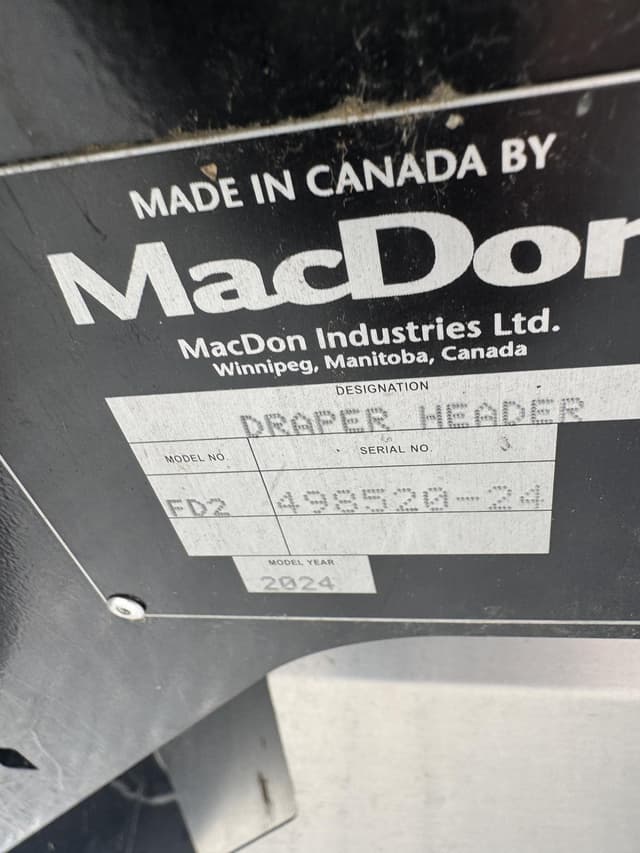 MADE IN CANADA BY
MacDon
MacDon Industries Ltd.
Winnipeg, Manitoba, Canada
DESIGNATION
DRAPER HEADER
MODEL NO. SERIAL NO.
FD2 498520-24
MODEL YEAR
2024